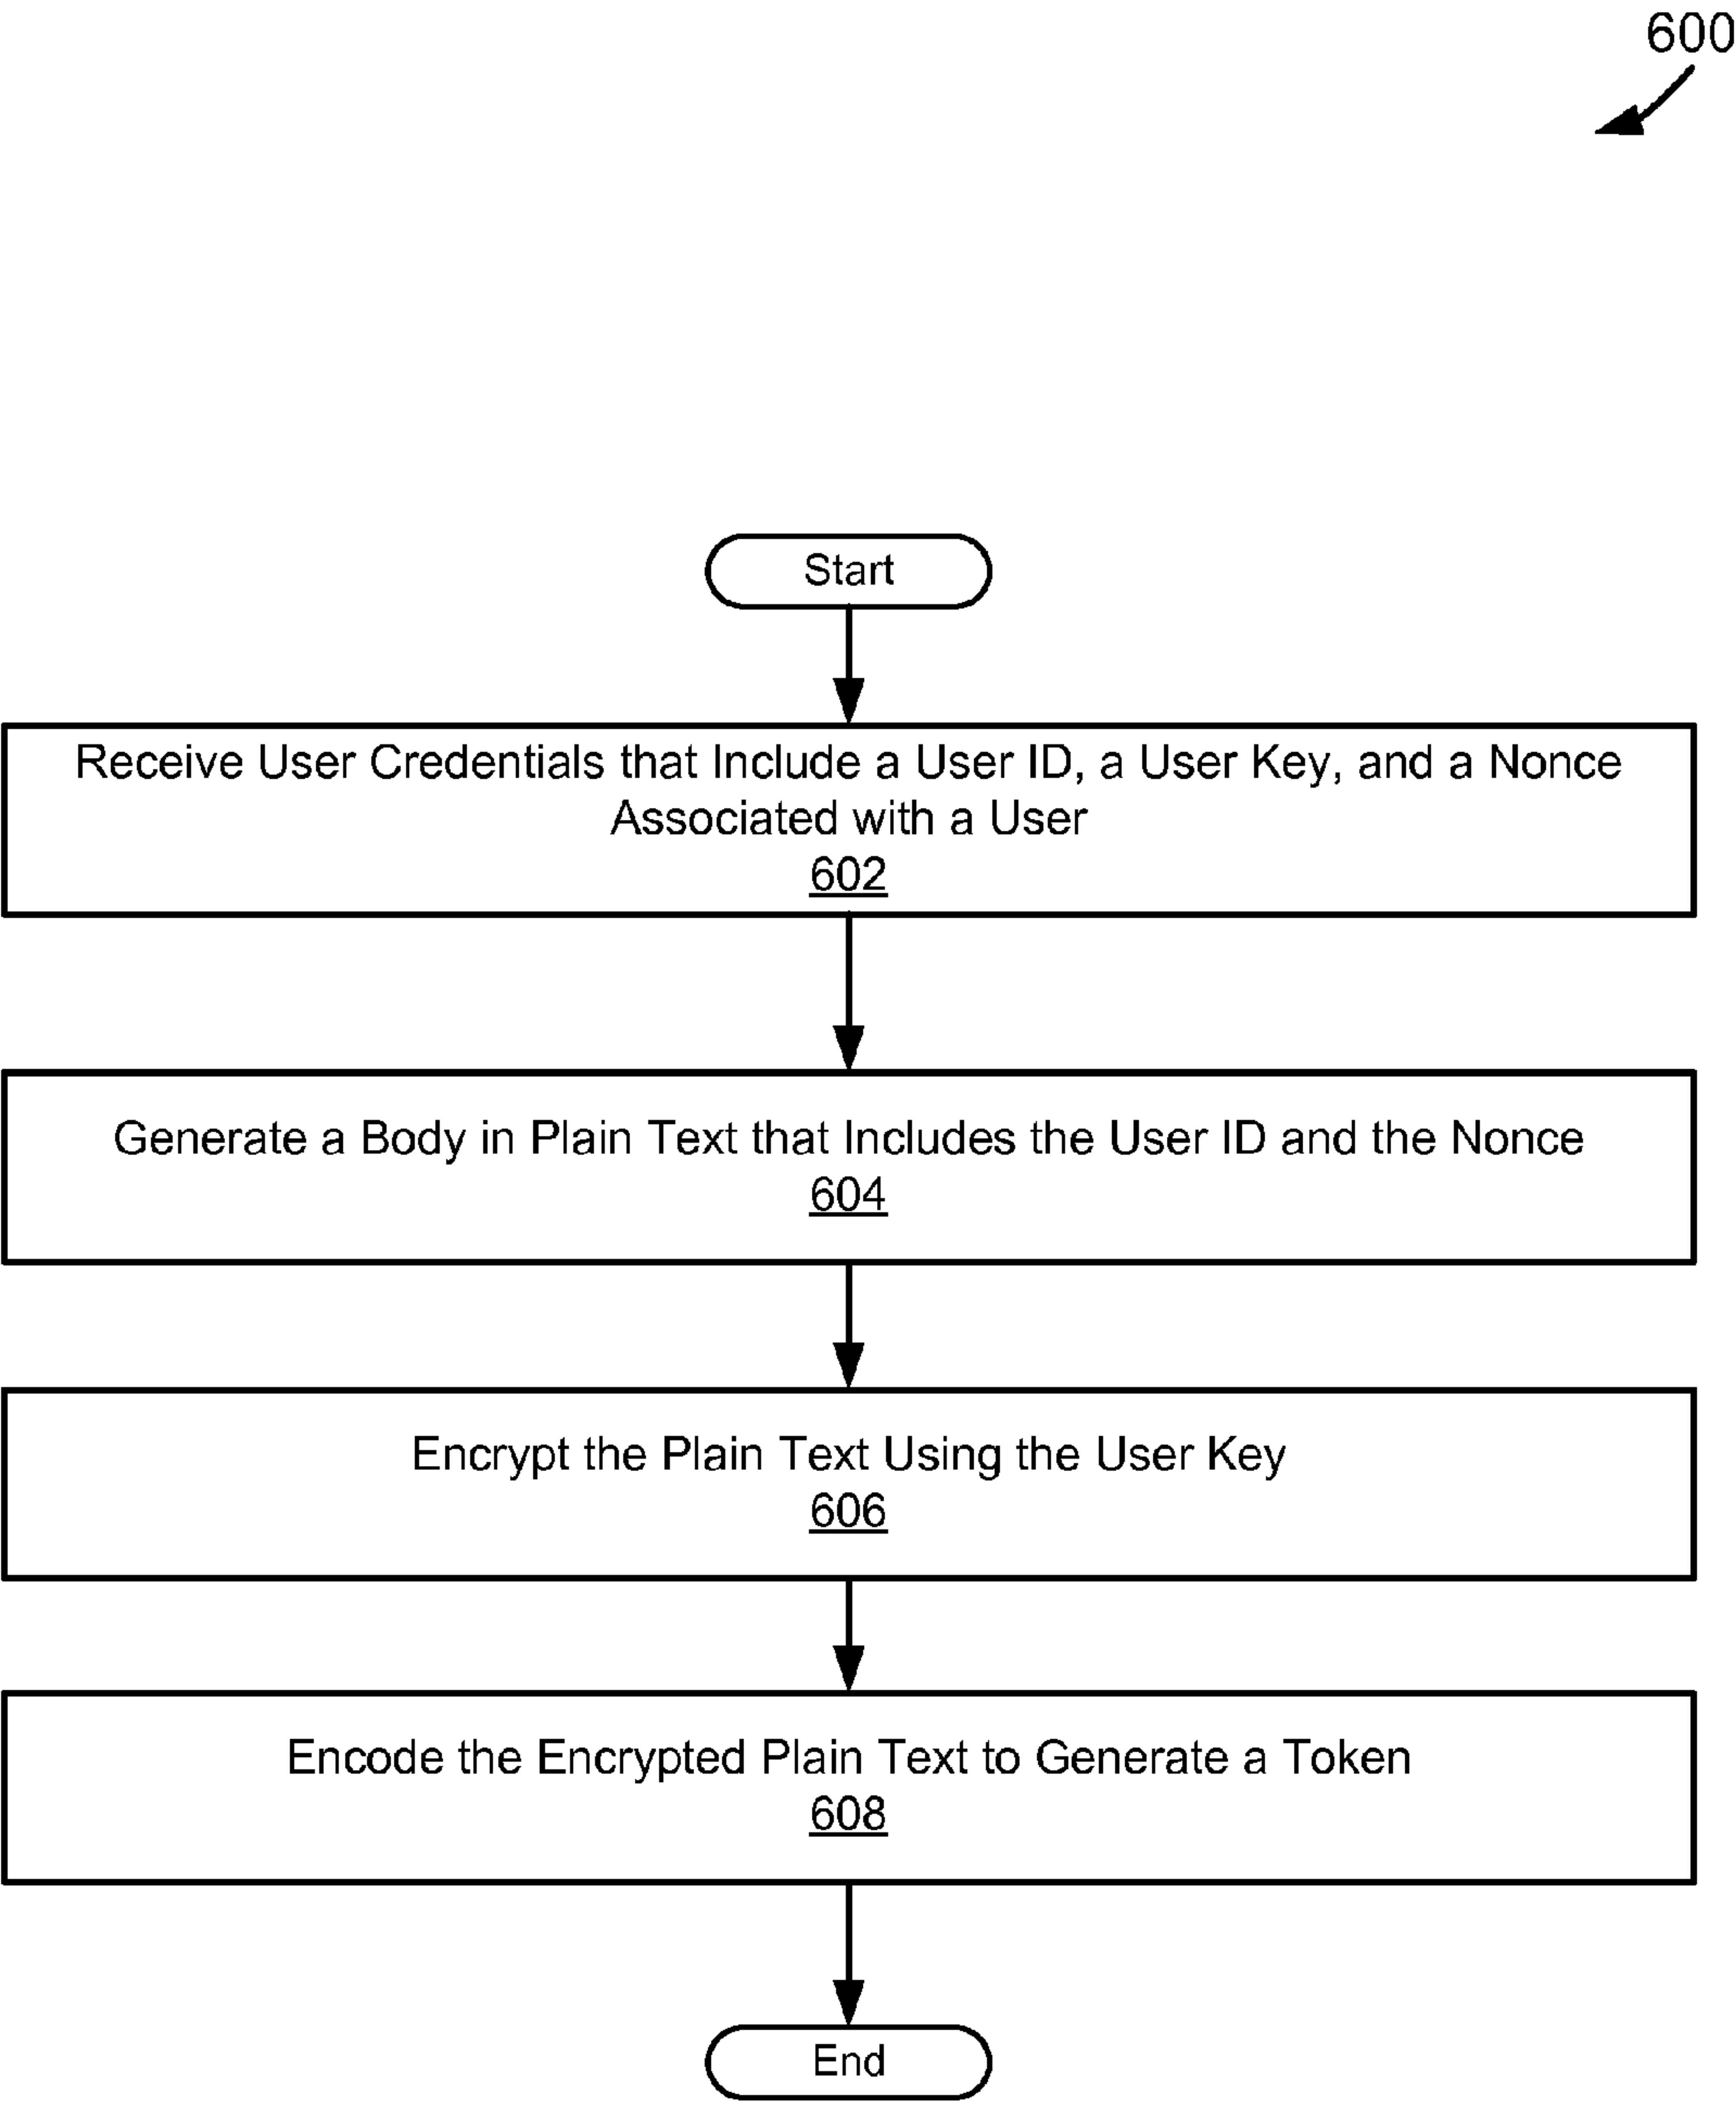 600
Start
Receive User Credentials that Include a User ID, a User Key, and a Nonce
Associated with a User
602
Generate a Body in Plain Text that Includes the User ID and the Nonce
604
Encrypt the Plain Text Using the User Key
606
Encode the Encrypted Plain Text to Generate a Token
608
End